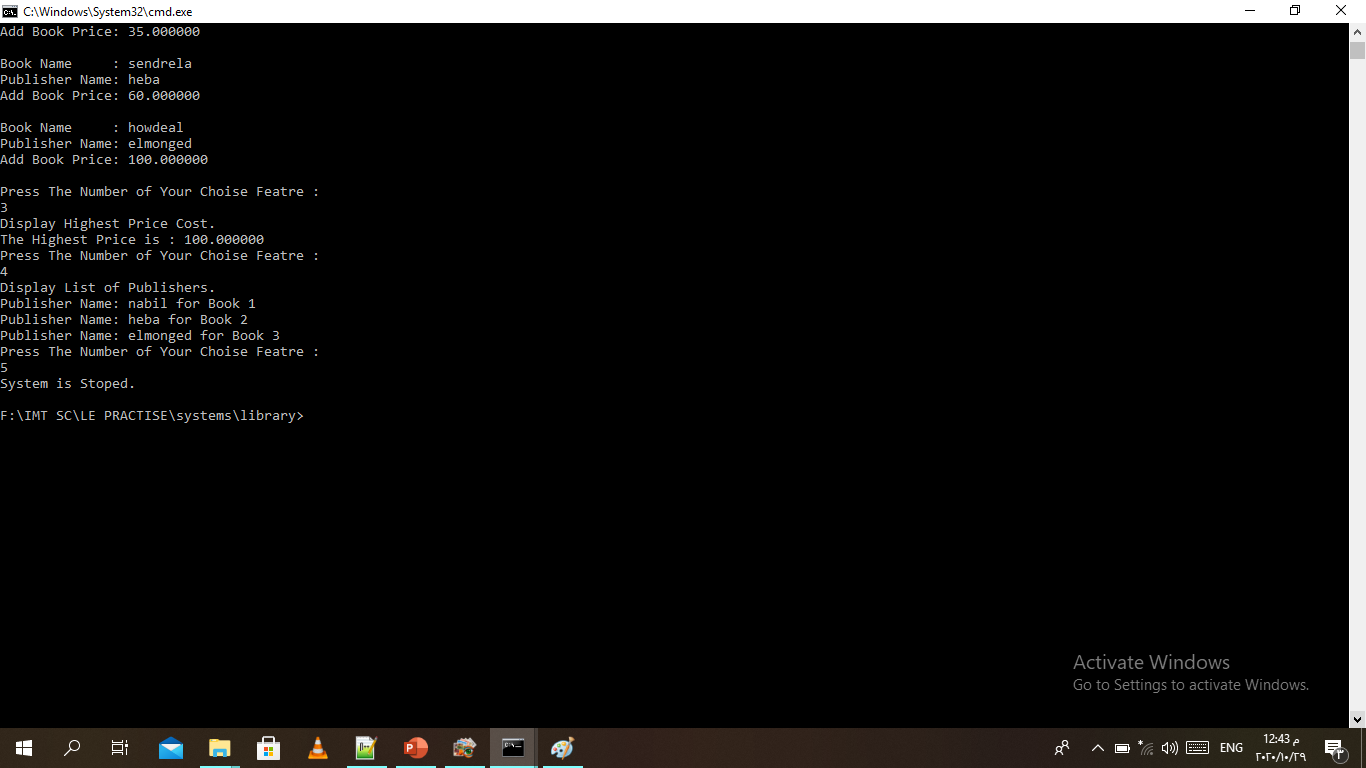 C:\Windows\System32\cmd.exe
Add Book Price: 35.000000
Book Name     : sendrela
Publisher Name: heba
Add Book Price: 60.000000
Book Name     : howdeal
Publisher Name: elmonged
Add Book Price: 100.000000
Press The Number of Your Choise Featre :
3
Display Highest Price Cost.
The Highest Price is : 100.000000
Press The Number of Your Choise Featre :
4
Display List of Publishers.
Publisher Name: nabil for Book 1
Publisher Name: heba for Book 2
Publisher Name: elmonged for Book 3
Press The Number of Your Choise Featre :
5
System is Stoped.
F:\IMT SC\LE PRACTISE\systems\library>
Activate Windows
Go to Settings to activate Windows.
ENG
12:43 م
٢٠٢٠/١٠/٢٩
٣